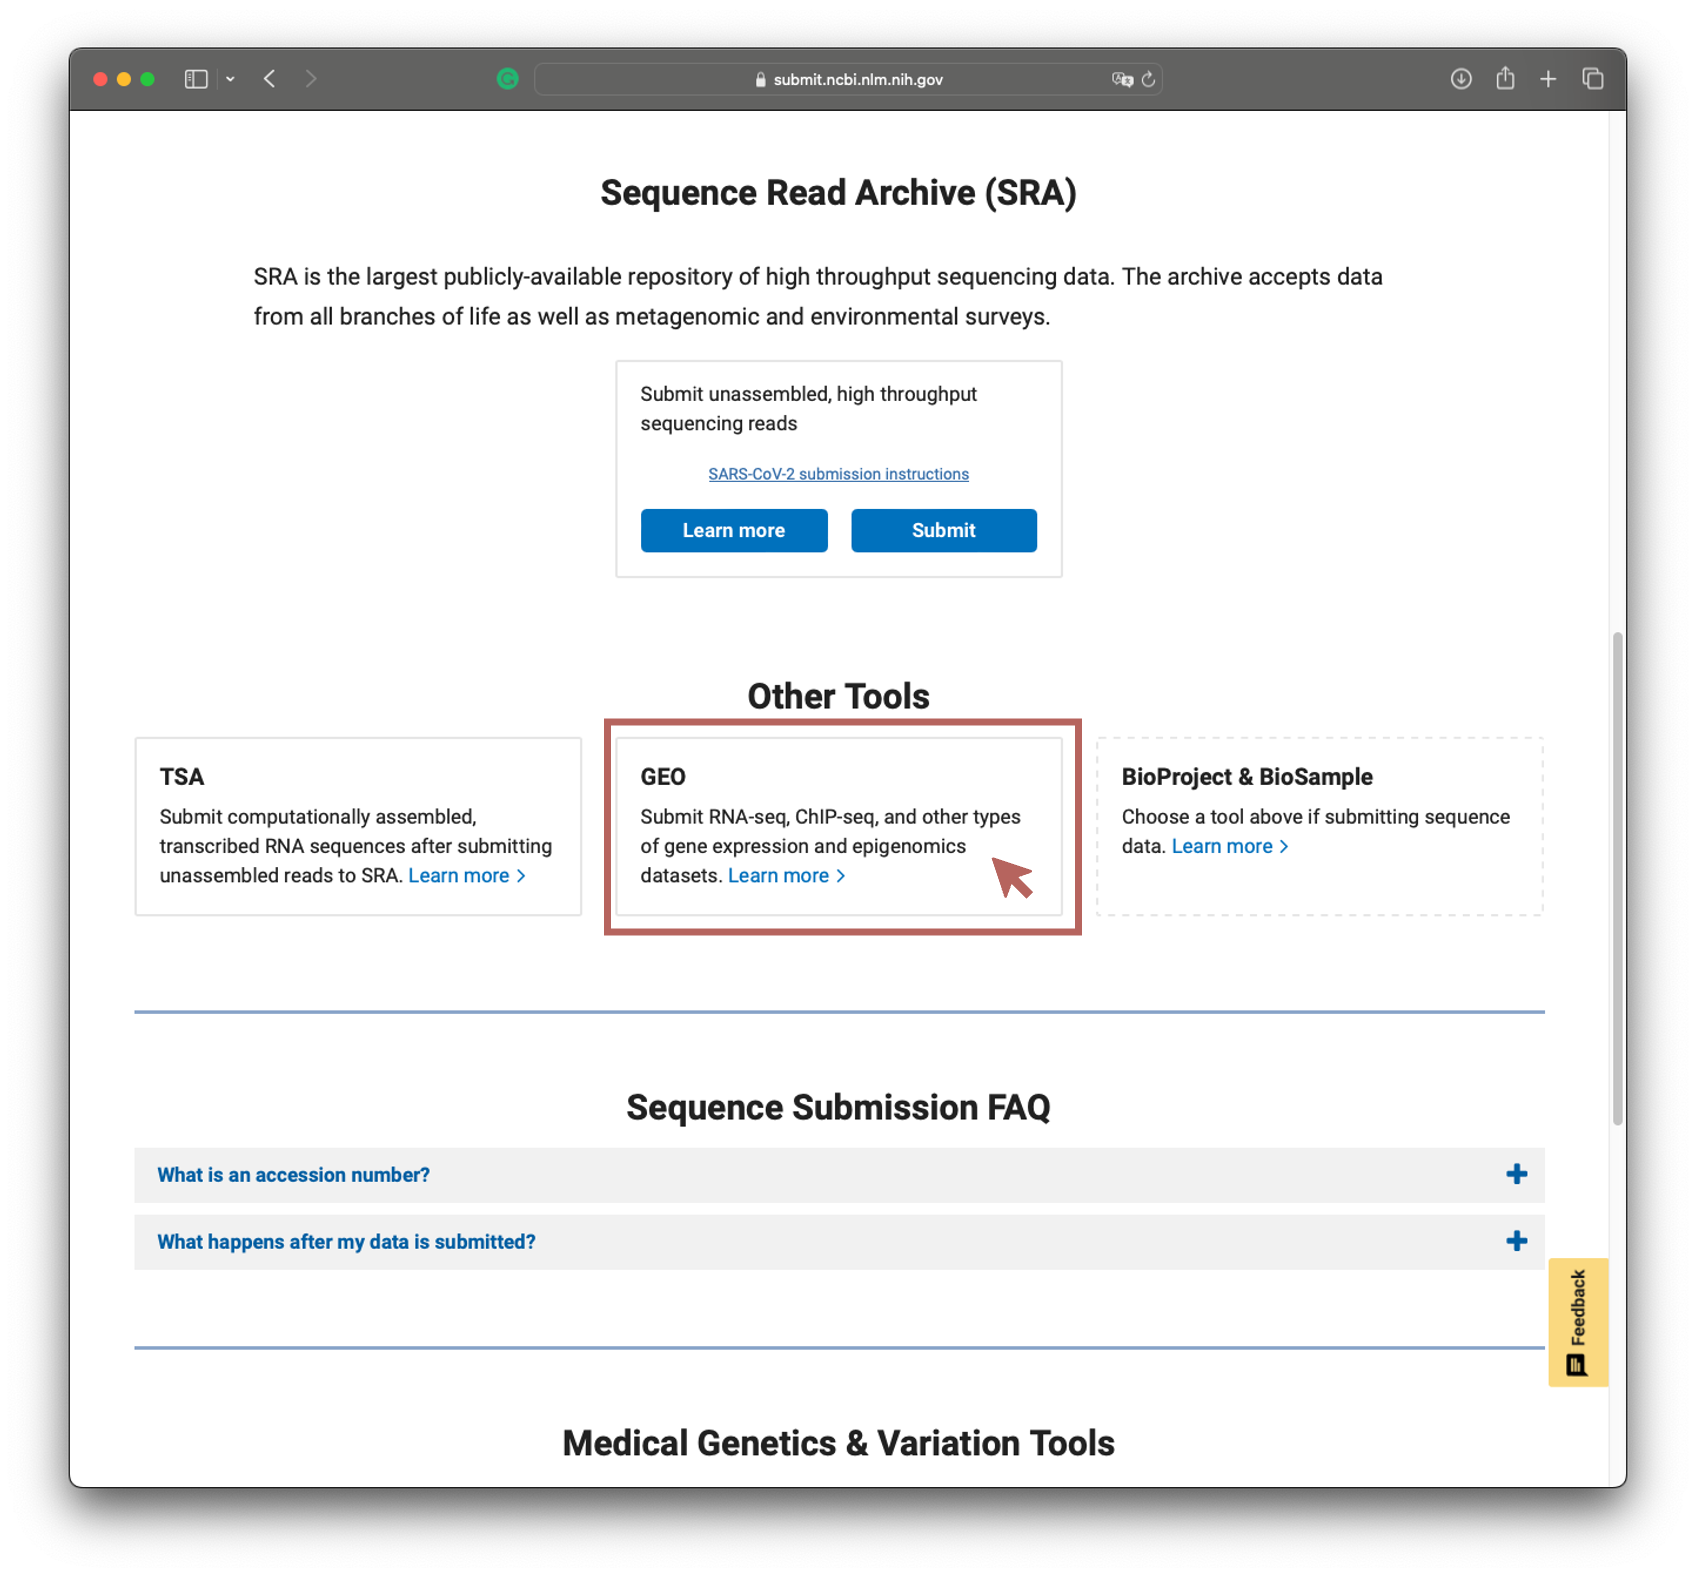 submit.ncbi.nlm.nih.gov
Sequence Read Archive (SRA)
SRA is the largest publicly-available repository of high throughput sequencing data. The archive accepts data
from all branches of life as well as metagenomic and environmental surveys.
Submit unassembled, high throughput
sequencing reads
SARS-CoV-2 submission instructions
Learn more
Submit
Other Tools
TSA
Submit computationally assembled,
transcribed RNA sequences after submitting
unassembled reads to SRA. Learn more >
GEO
Submit RNA-seq, ChIP-seq, and other types
of gene expression and epigenomics
datasets. Learn more >
BioProject & BioSample
Choose a tool above if submitting sequence
data. Learn more >
Sequence Submission FAQ
What is an accession number?
What happens after my data is submitted?
Feedback
Medical Genetics & Variation Tools